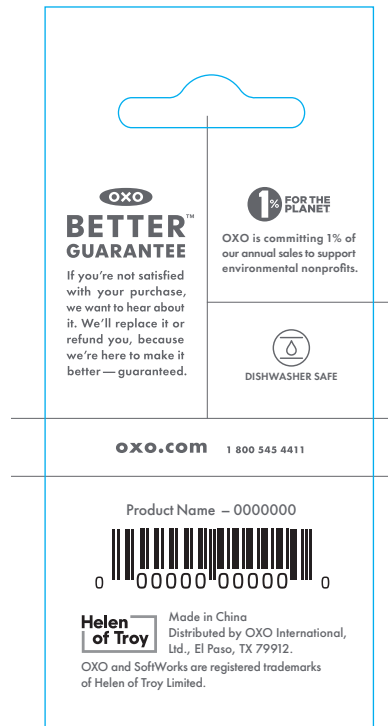 OXO
BETTER™
GUARANTEE
If you're not satisfied
with your purchase,
we want to hear about
it. We'll replace it or
refund you, because
we're here to make it
better — guaranteed.
1% FOR THE
PLANET
OXO is committing 1% of
our annual sales to support
environmental nonprofits.
DISHWASHER SAFE
oxo.com 1 800 545 4411
Product Name – 0000000
0 00000 00000 0
Helen
of Troy
Made in China
Distributed by OXO International,
Ltd., El Paso, TX 79912.
OXO and SoftWorks are registered trademarks
of Helen of Troy Limited.